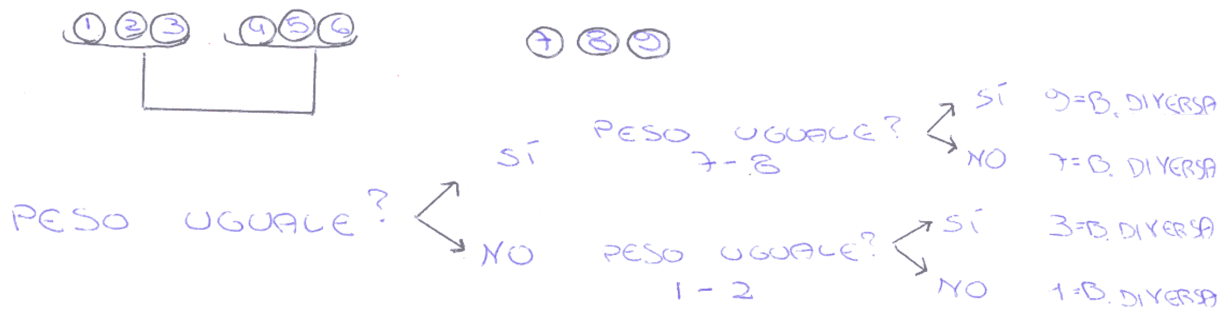 1 2 3 4 5 6 7 8 9
PESO UGUALE?
SÍ
PESO UGUALE?
7-8
SÍ 9=B. DIVERSA
NO 7=B. DIVERSA
NO
PESO UGUALE?
1-2
SÍ 3=B. DIVERSA
NO 1=B. DIVERSA